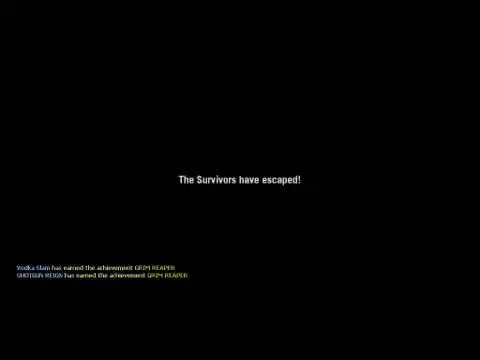 The Survivors have escaped!
Vodka Slam has earned the achievement GRIM REAPER
SHOTGUN REIGN has earned the achievement GRIM REAPER